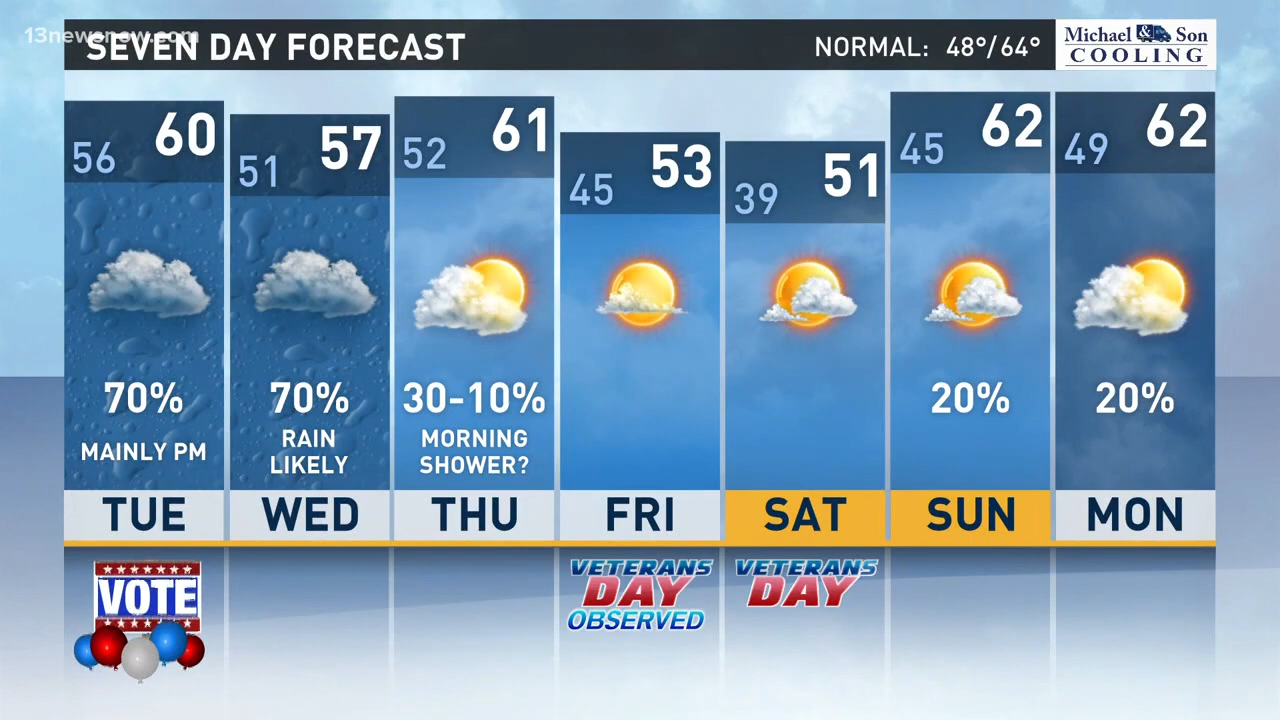 13newsnow.com
SEVEN DAY FORECAST
NORMAL: 48°/64°
Michael & Son
COOLING
56 60
51 57
52 61
45 53
39 51
45 62
49 62
70%
MAINLY PM
70%
RAIN
LIKELY
30-10%
MORNING
SHOWER?
20%
20%
TUE
WED
THU
FRI
SAT
SUN
MON
VOTE
VETERANS
DAY
OBSERVED
VETERANS
DAY